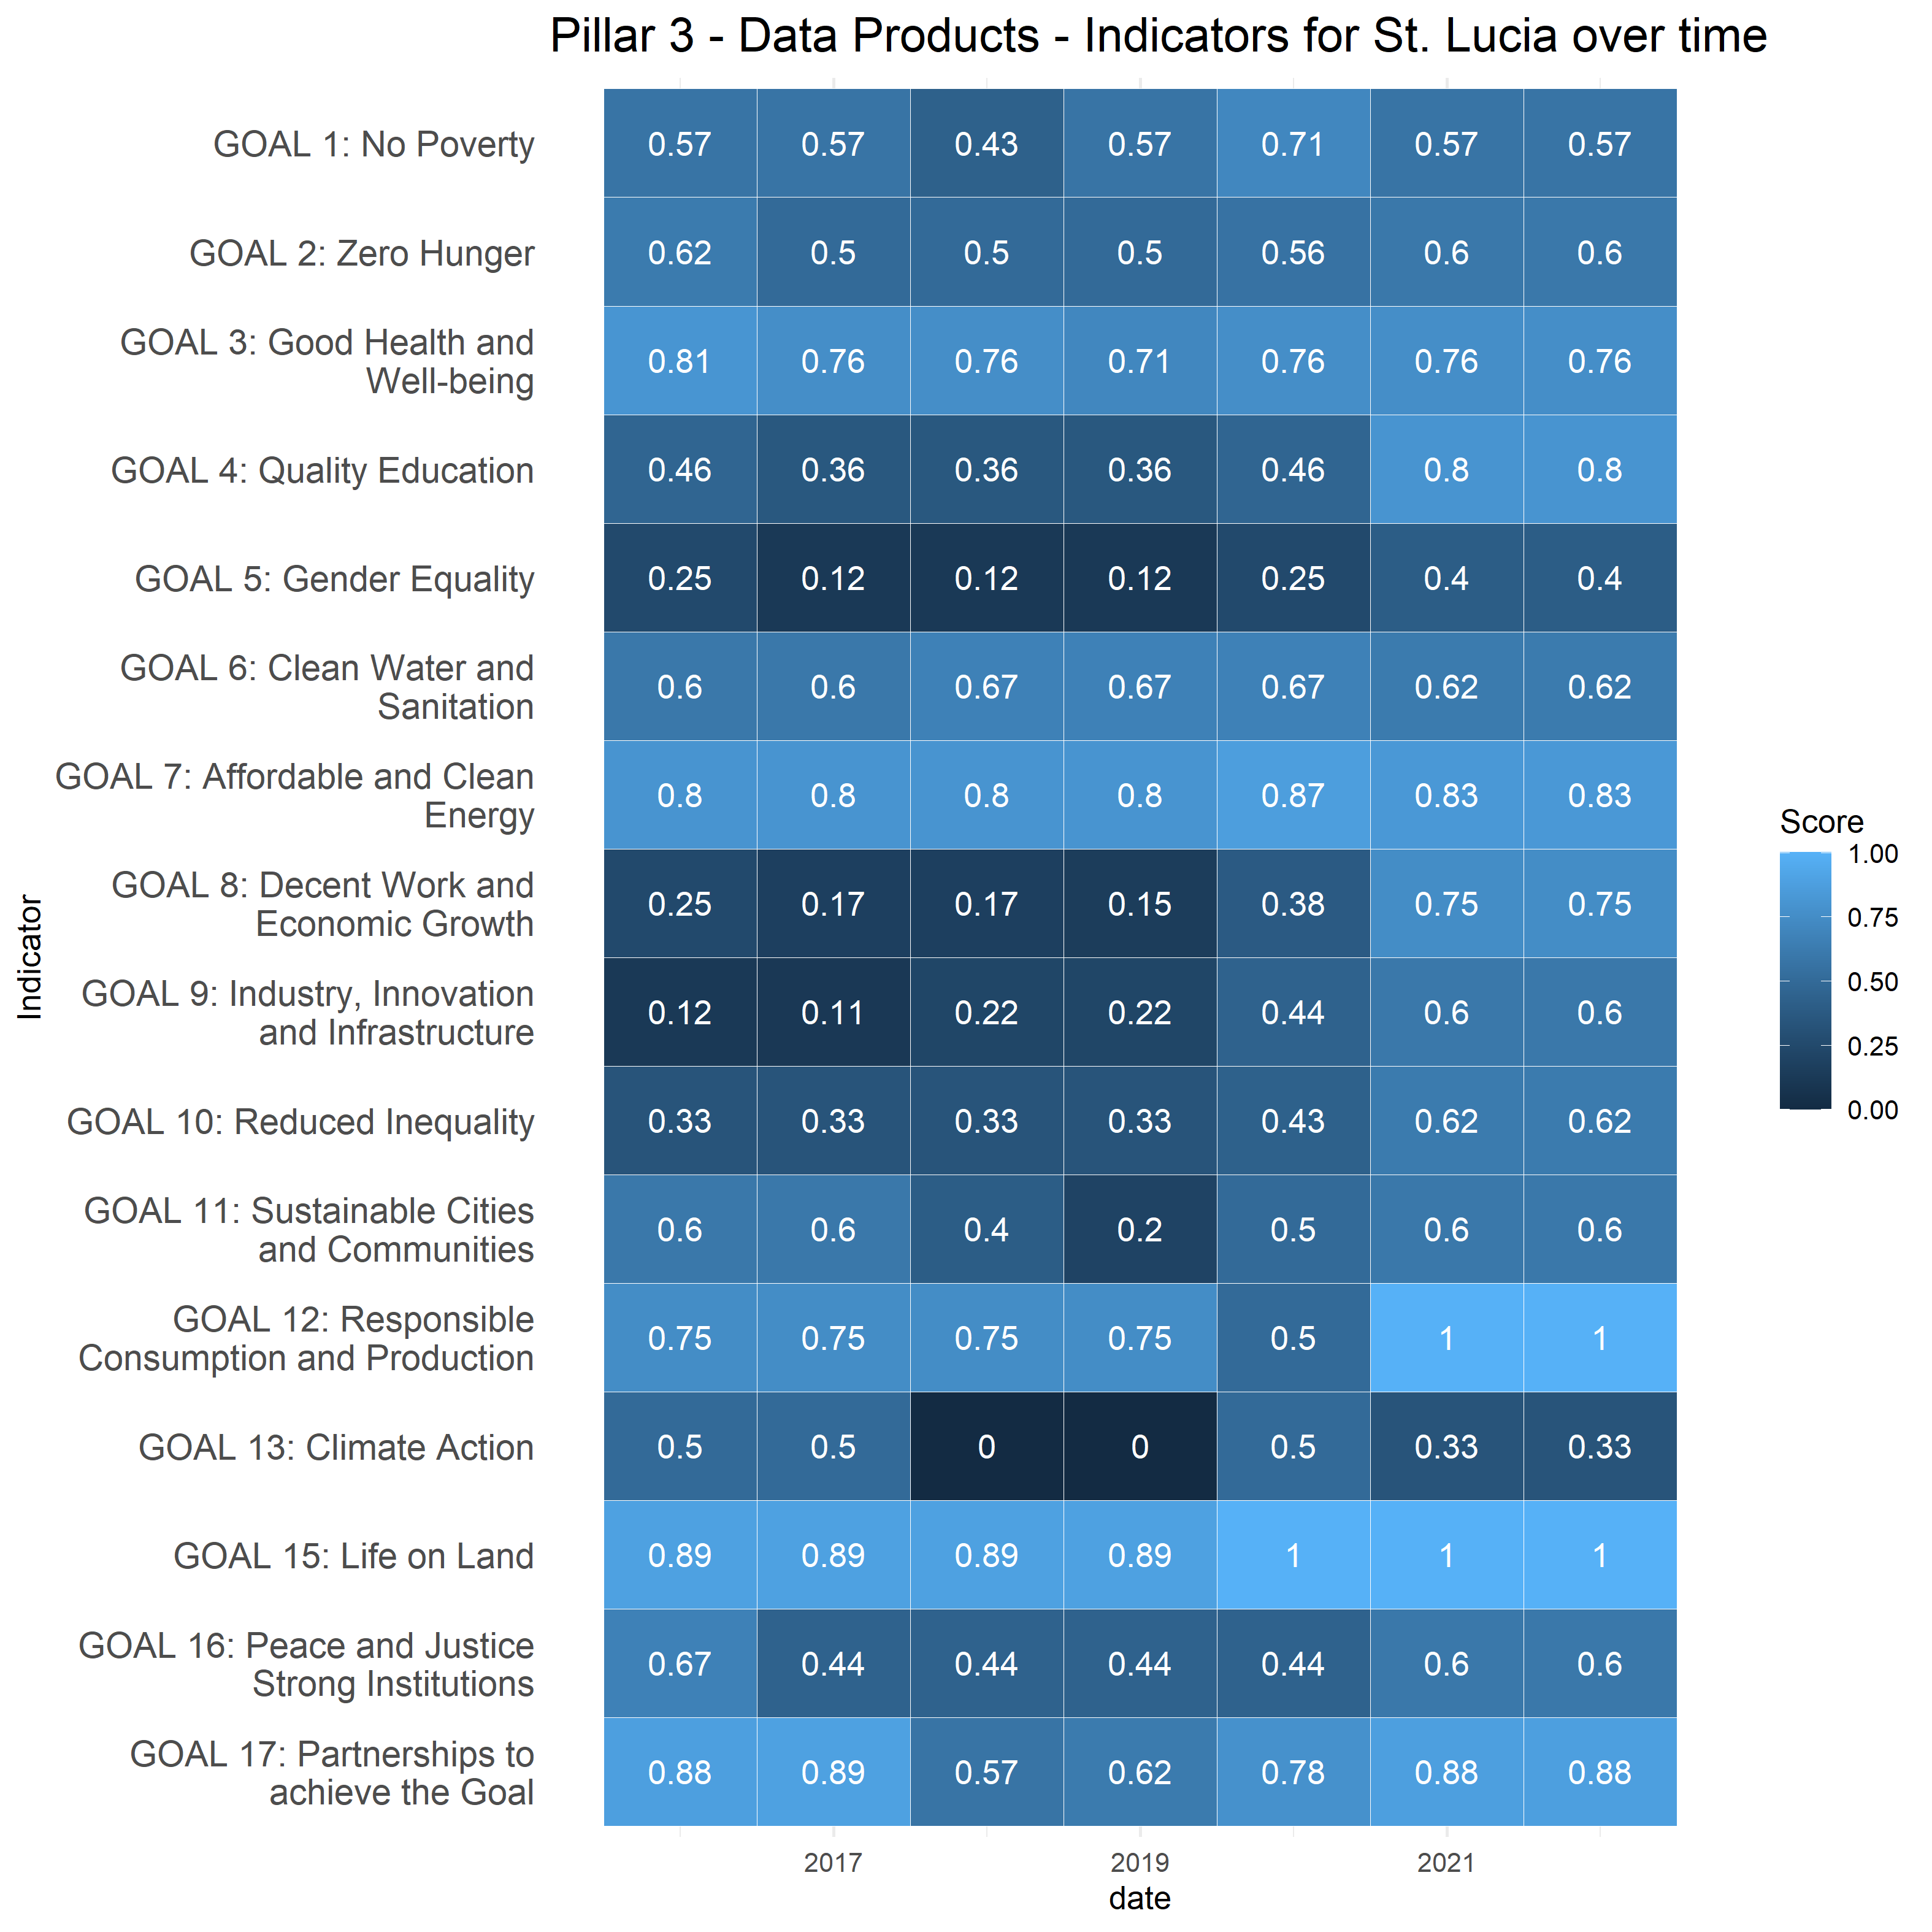 Pillar 3 - Data Products - Indicators for St. Lucia over time
GOAL 1: No Poverty
0.57 0.57 0.43 0.57 0.71 0.57 0.57
GOAL 2: Zero Hunger
0.62 0.5 0.5 0.5 0.56 0.6 0.6
GOAL 3: Good Health and
Well-being
0.81 0.76 0.76 0.71 0.76 0.76 0.76
GOAL 4: Quality Education
0.46 0.36 0.36 0.36 0.46 0.8 0.8
GOAL 5: Gender Equality
0.25 0.12 0.12 0.12 0.25 0.4 0.4
GOAL 6: Clean Water and
Sanitation
0.6 0.6 0.67 0.67 0.67 0.62 0.62
GOAL 7: Affordable and Clean
Energy
0.8 0.8 0.8 0.8 0.87 0.83 0.83
GOAL 8: Decent Work and
Economic Growth
0.25 0.17 0.17 0.15 0.38 0.75 0.75
GOAL 9: Industry, Innovation
and Infrastructure
0.12 0.11 0.22 0.22 0.44 0.6 0.6
GOAL 10: Reduced Inequality
0.33 0.33 0.33 0.33 0.43 0.62 0.62
GOAL 11: Sustainable Cities
and Communities
0.6 0.6 0.4 0.2 0.5 0.6 0.6
GOAL 12: Responsible
Consumption and Production
0.75 0.75 0.75 0.75 0.5 1 1
GOAL 13: Climate Action
0.5 0.5 0 0 0.5 0.33 0.33
GOAL 15: Life on Land
0.89 0.89 0.89 0.89 1 1 1
GOAL 16: Peace and Justice
Strong Institutions
0.67 0.44 0.44 0.44 0.44 0.6 0.6
GOAL 17: Partnerships to
achieve the Goal
0.88 0.89 0.57 0.62 0.78 0.88 0.88
2017 2019 2021
date
Indicator
Score
1.00
0.75
0.50
0.25
0.00